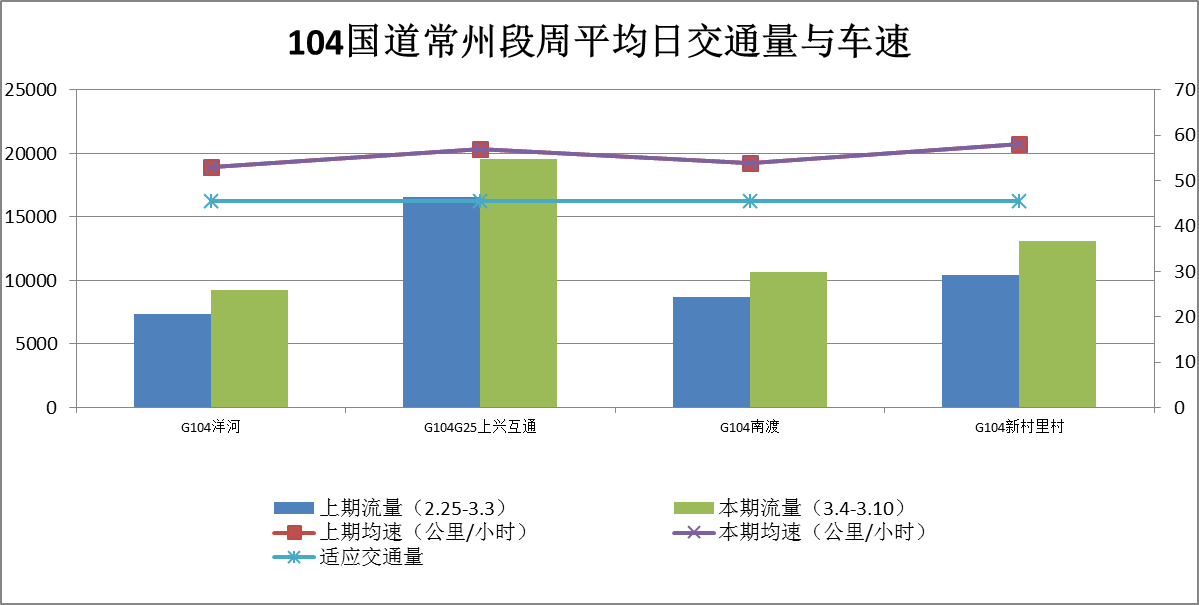 104国道常州段周平均日交通量与车速
25000
20000
15000
10000
5000
0
70
60
50
40
30
20
10
0
G104洋河
G104G25上兴互通
G104南渡
G104新村里村
上期流量（2.25-3.3）
本期流量（3.4-3.10）
上期均速（公里/小时）
本期均速（公里/小时）
适应交通量